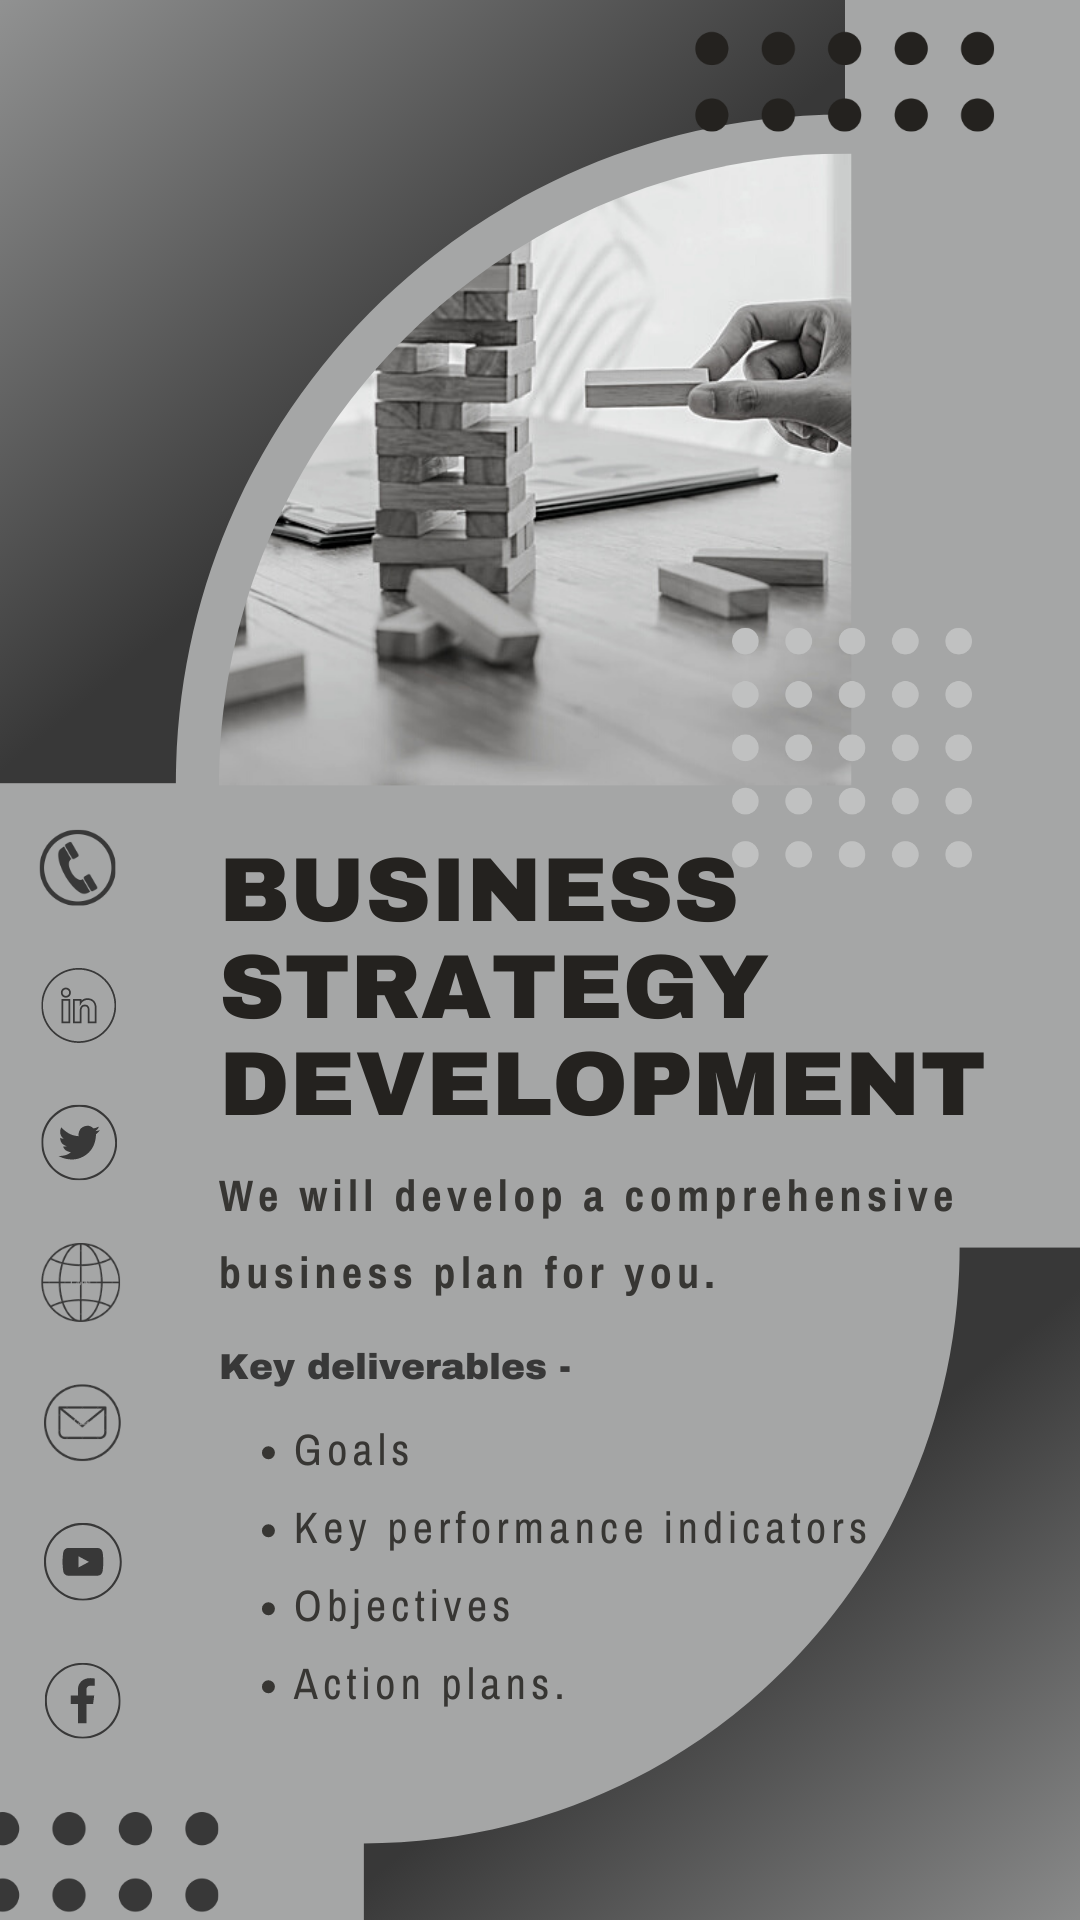 BUSINESS
STRATEGY
DEVELOPMENT
We will develop a comprehensive
business plan for you.
Key deliverables -
• Goals
• Key performance indicators
• Objectives
• Action plans.
in